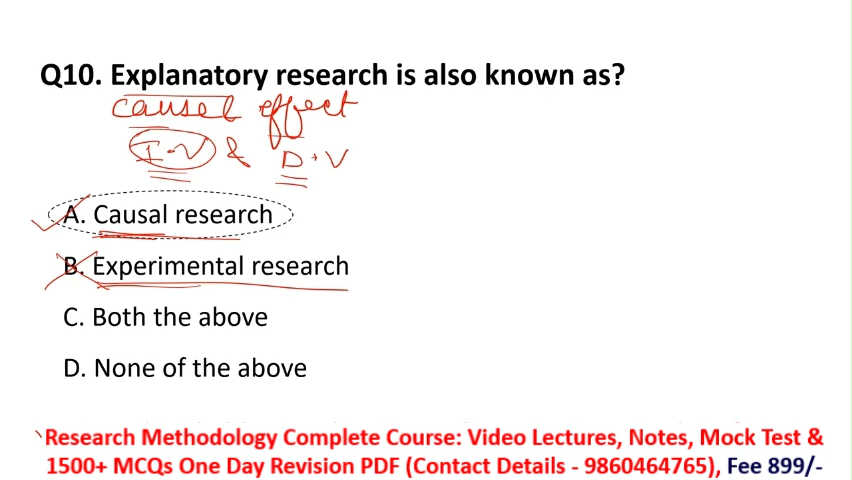 Q10. Explanatory research is also known as?
causel effect
I.V & D.V
A. Causal research
B. Experimental research
C. Both the above
D. None of the above
Research Methodology Complete Course: Video Lectures, Notes, Mock Test &
1500+ MCQs One Day Revision PDF (Contact Details - 9860464765), Fee 899/-